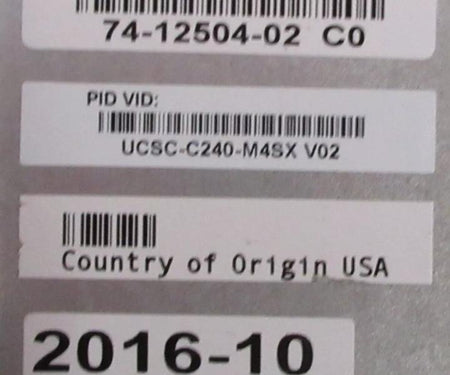 74-12504-02 C0
PID VID:
UCSC-C240-M4SX V02
Country of Origin USA
2016-10